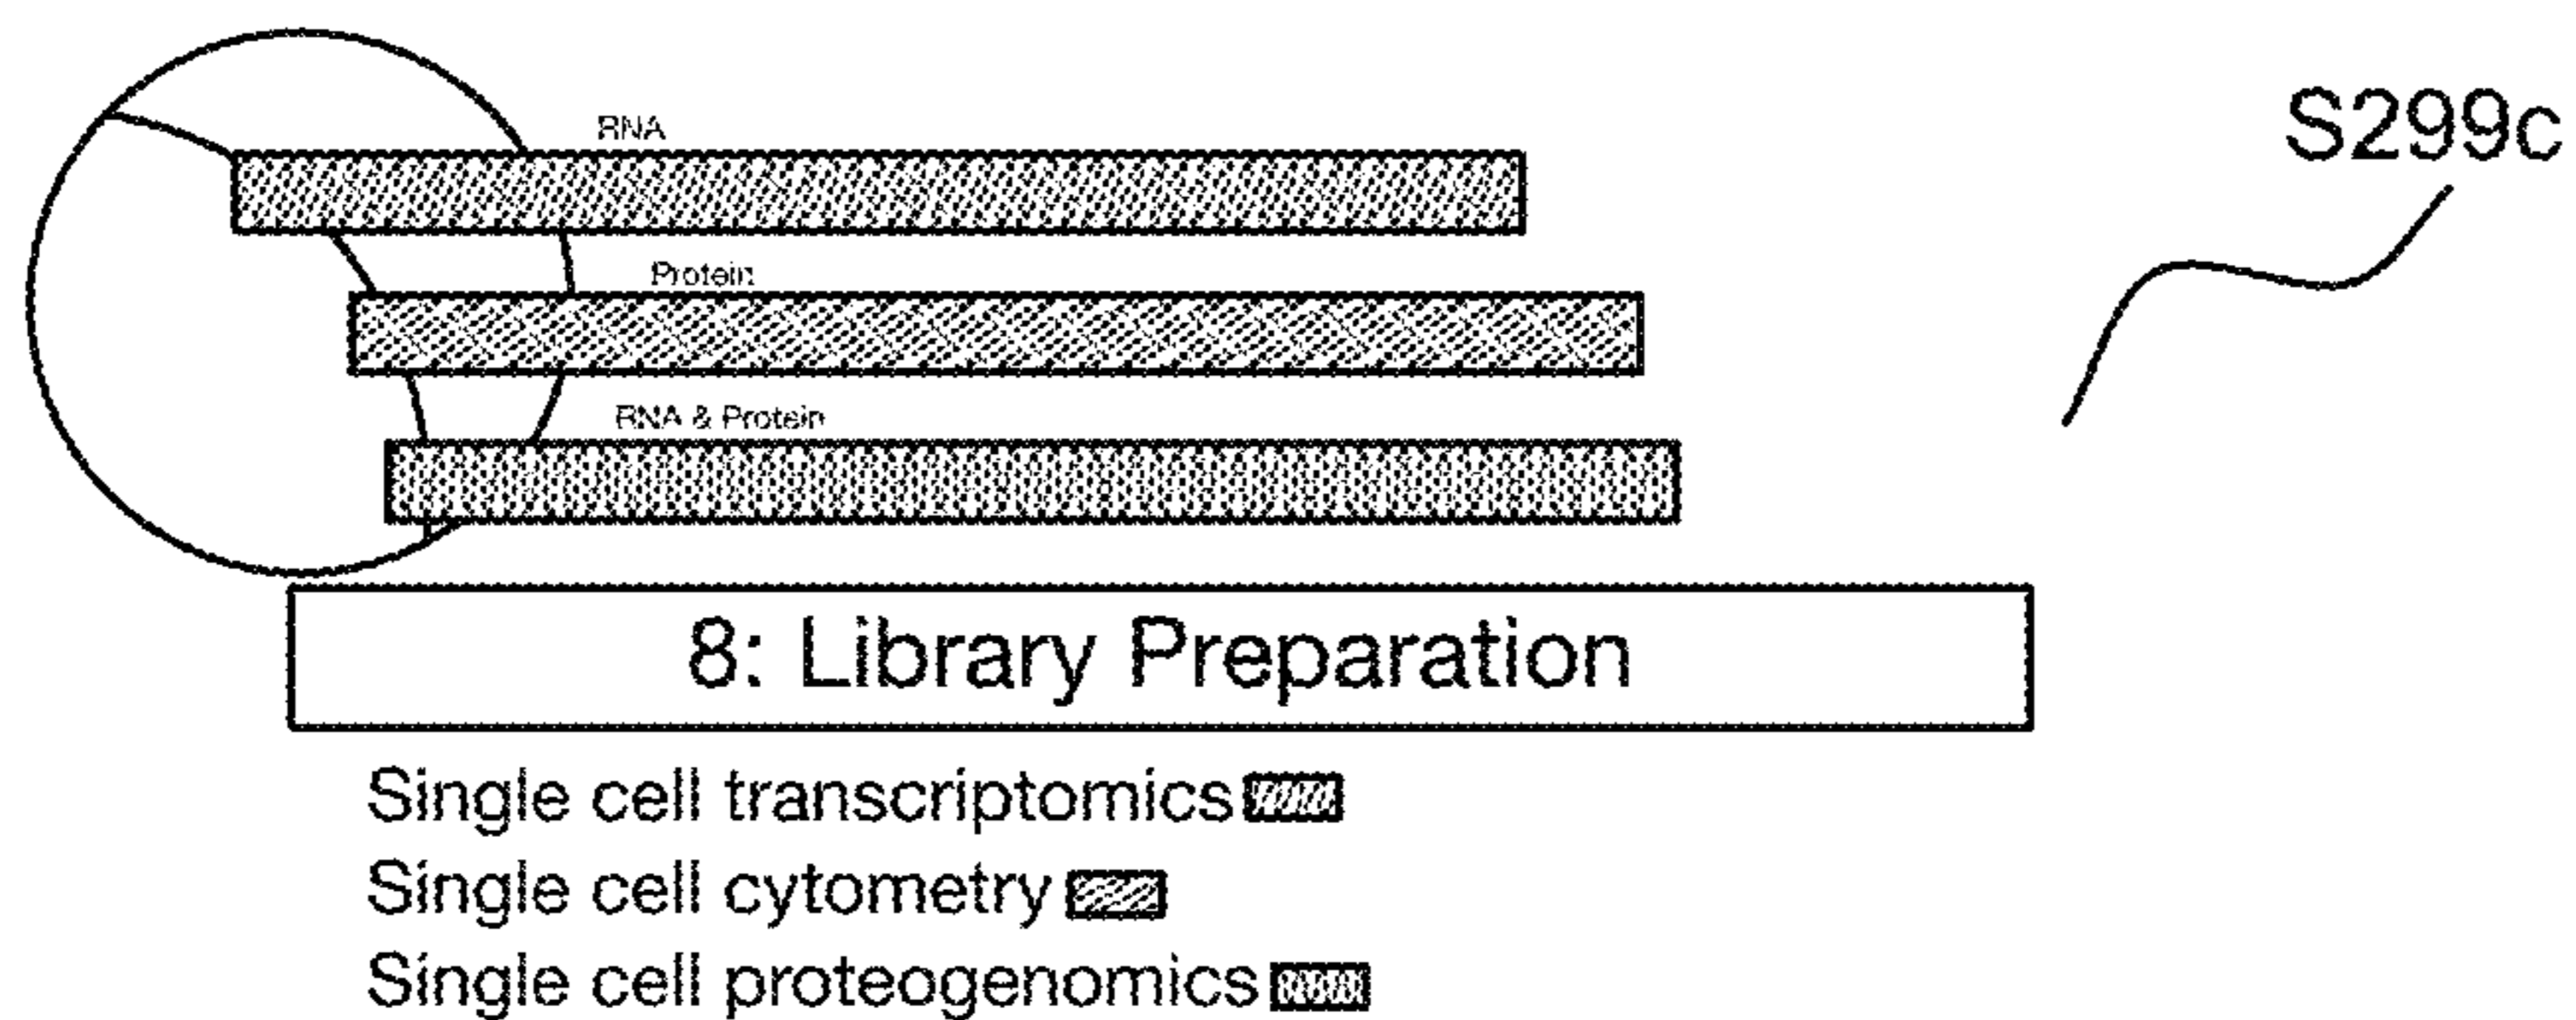 RNA
S299c
Protein
RNA & Protein
8: Library Preparation
Single cell transcriptomics
Single cell cytometry
Single cell proteogenomics